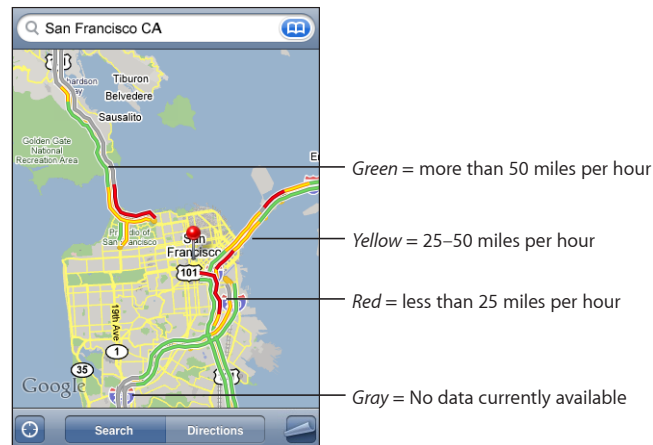 San Francisco CA
Tiburon
Belvedere
Sausalito
Golden Gate
National
Recreation Area
Green = more than 50 miles per hour
Yellow = 25–50 miles per hour
San
Francisco
101
Red = less than 25 miles per hour
19th Ave
1
35
Google
Gray = No data currently available
Search
Directions